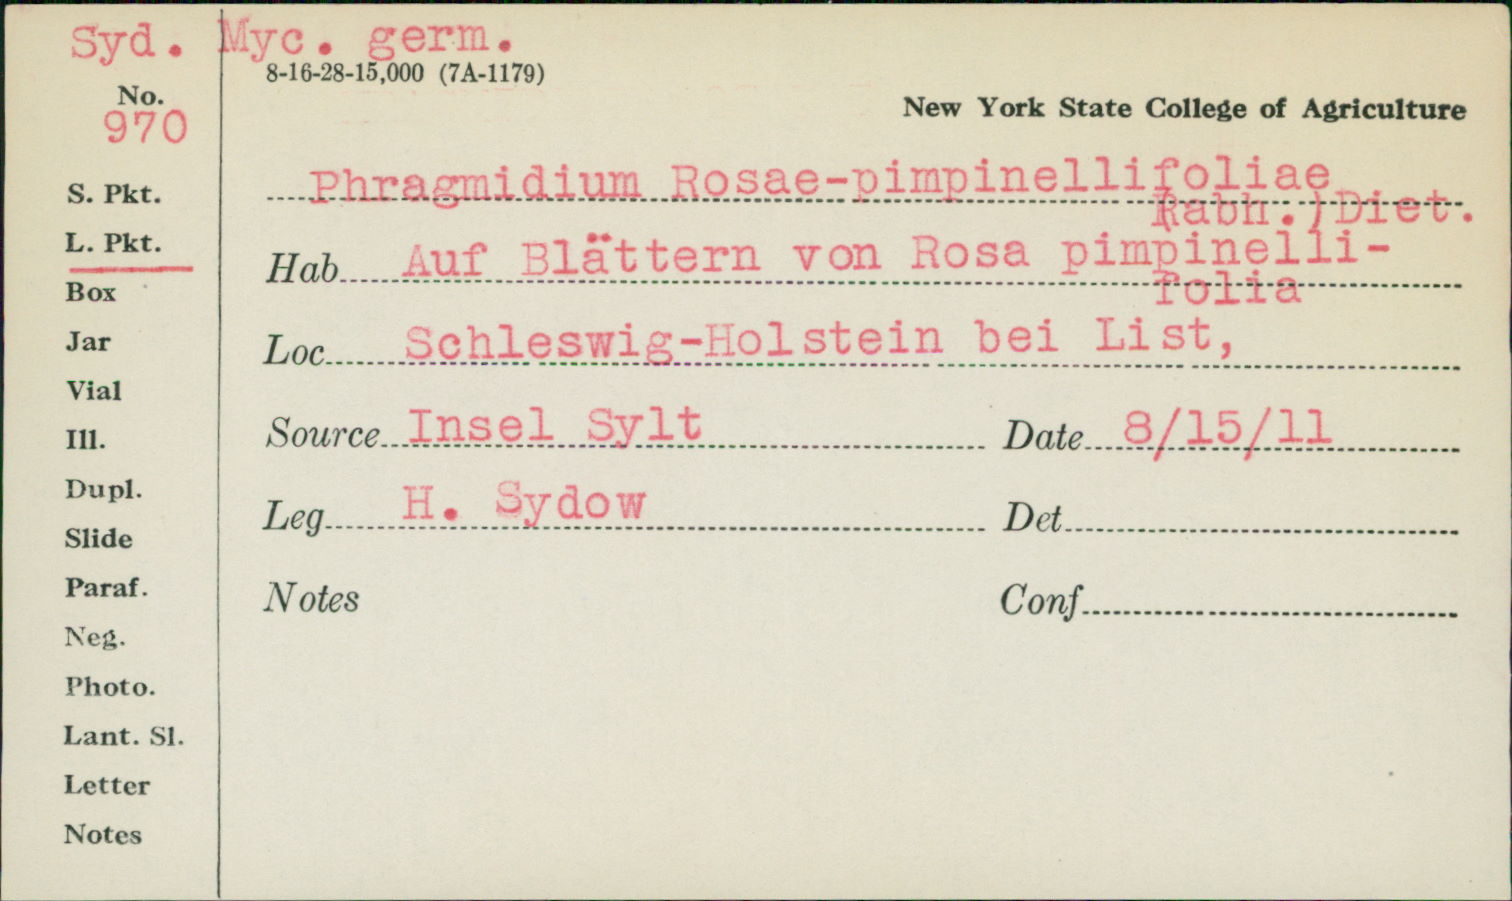 Syd. Myc. germ.
8-16-28-15,000 (7A-1179)
No.
970
New York State College of Agriculture
S. Pkt.
L. Pkt.
Box
Jar
Vial
Ill.
Dupl.
Slide
Paraf.
Neg.
Photo.
Lant. Sl.
Letter
Notes
Phragmidium Rosae-pimpinellifoliae
Rabh.) Diet.
Hab Auf Blättern von Rosa pimpinelli-
folia
Loc Schleswig-Holstein bei List,
Source Insel Sylt Date 8/15/11
Leg H. Sydow Det
Notes Conf